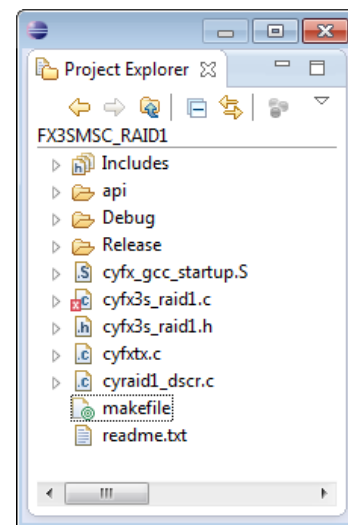 Project Explorer
FX3SMSC_RAID1
Includes
api
Debug
Release
cyfx_gcc_startup.S
cyfx3s_raid1.c
cyfx3s_raid1.h
cyfxtx.c
cyraid1_dscr.c
makefile
readme.txt